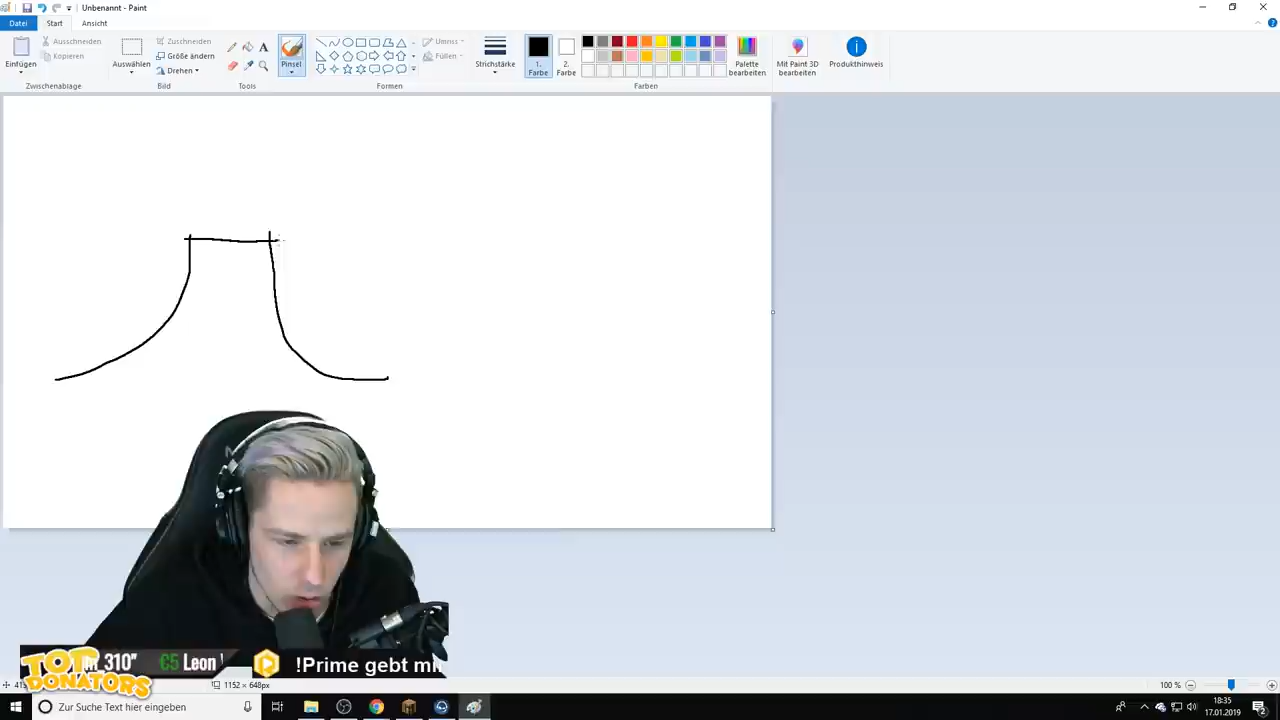 Unbenannt - Paint
Datei Start Ansicht
Einfügen
Ausschneiden
Kopieren
Zwischenablage
Auswählen
Zuschneiden
Größe ändern
Drehen
Bild
A
Tools
Pinsel
Umriss
Füllen
Formen
Strichstärke
1. Farbe
2. Farbe
Palette bearbeiten
Farben
Mit Paint 3D bearbeiten
Produkthinweis
310" €5 Leon
!Prime gebt
TOP DONATORS
1152 × 648px
100 %
Zur Suche Text hier eingeben
18:35
17.01.2019